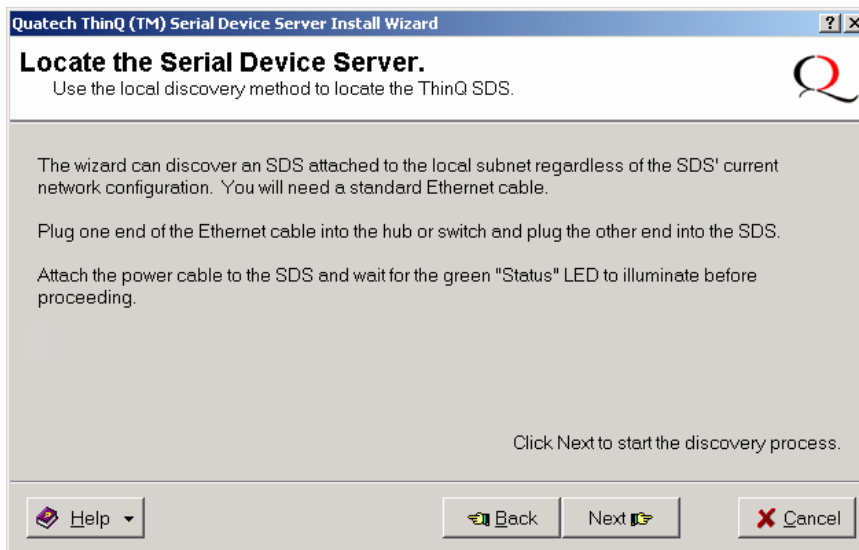 Quatech ThinQ (TM) Serial Device Server Install Wizard
Locate the Serial Device Server.
Use the local discovery method to locate the ThinQ SDS.
The wizard can discover an SDS attached to the local subnet regardless of the SDS' current
network configuration. You will need a standard Ethernet cable.
Plug one end of the Ethernet cable into the hub or switch and plug the other end into the SDS.
Attach the power cable to the SDS and wait for the green "Status" LED to illuminate before
proceeding.
Click Next to start the discovery process.
Help
Back
Next
Cancel